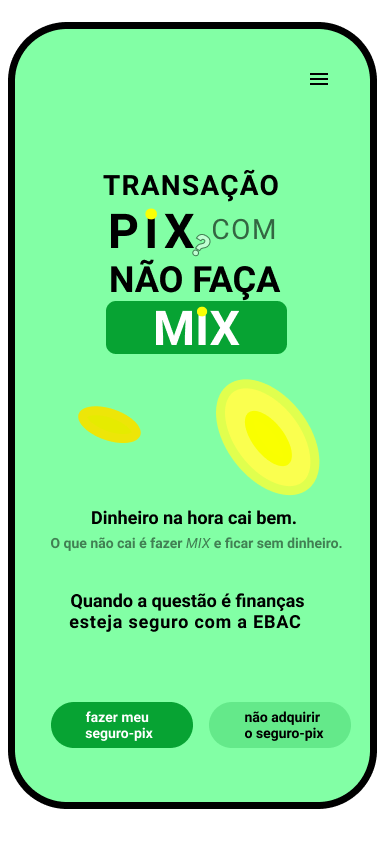 TRANSAÇÃO
PIX?COM
NÃO FAÇA
MIX
Dinheiro na hora cai bem.
O que não cai é fazer MIX e ficar sem dinheiro.
Quando a questão é finanças
esteja seguro com a EBAC
fazer meu
seguro-pix
não adquirir
o seguro-pix